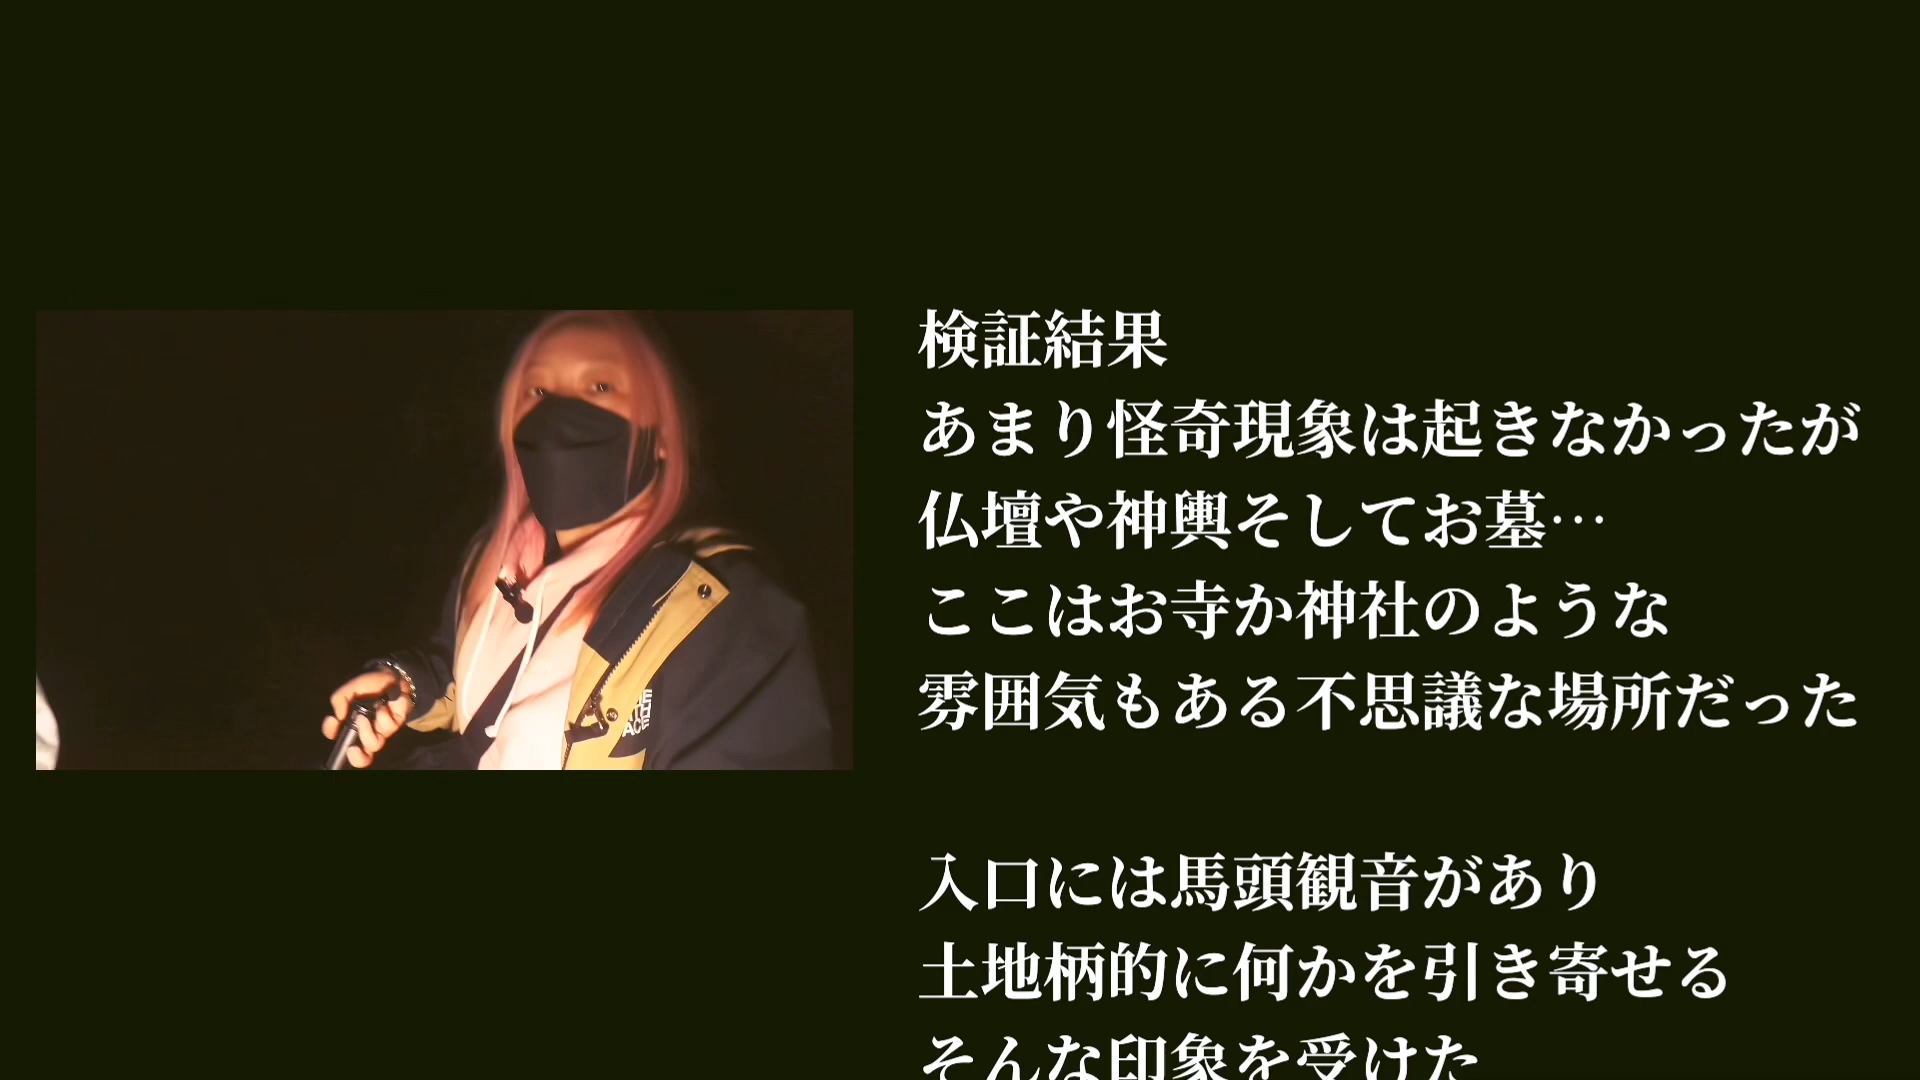 検証結果
あまり怪奇現象は起きなかったが
仏壇や神輿そしてお墓…
ここはお寺か神社のような
雰囲気もある不思議な場所だった
入口には馬頭観音があり
土地柄的に何かを引き寄せる
そんな印象を受けた